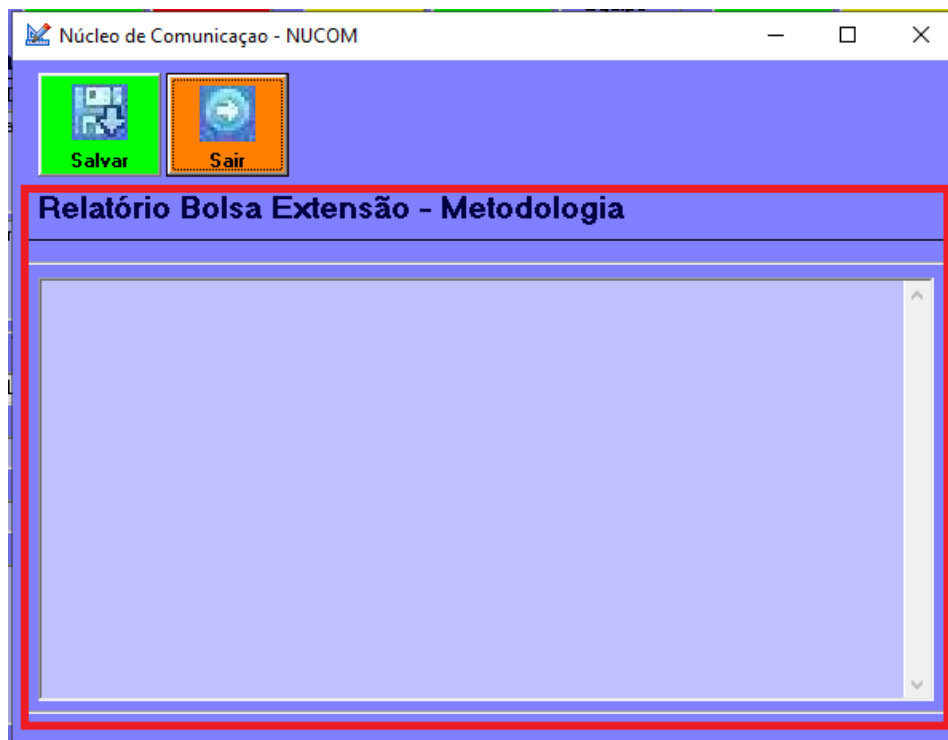 Núcleo de Comunicaçao - NUCOM
Salvar
Sair
Relatório Bolsa Extensão - Metodologia